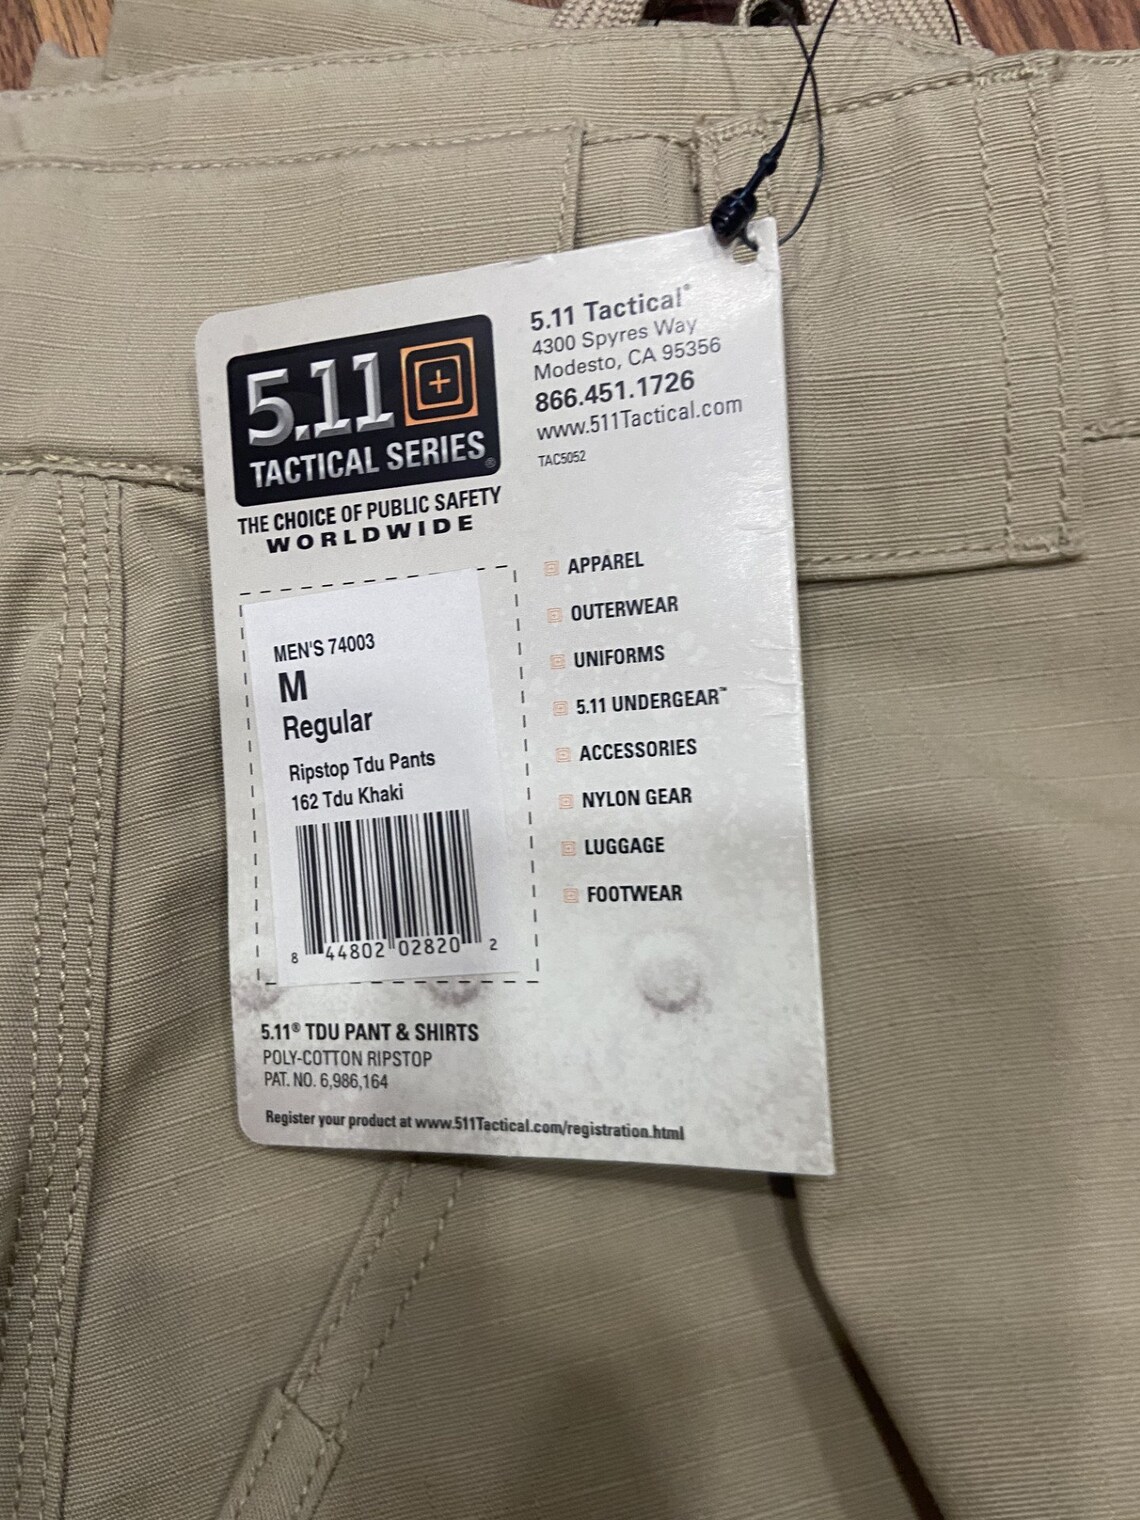 5.11
TACTICAL SERIES®
THE CHOICE OF PUBLIC SAFETY
WORLDWIDE
5.11 Tactical®
4300 Spyres Way
Modesto, CA 95356
866.451.1726
www.511Tactical.com
TAC5052
MEN'S 74003
M
Regular
Ripstop Tdu Pants
162 Tdu Khaki
8 44802 02820 2
APPAREL
OUTERWEAR
UNIFORMS
5.11 UNDERGEAR™
ACCESSORIES
NYLON GEAR
LUGGAGE
FOOTWEAR
5.11® TDU PANT & SHIRTS
POLY-COTTON RIPSTOP
PAT. NO. 6,986,164
Register your product at www.511Tactical.com/registration.html